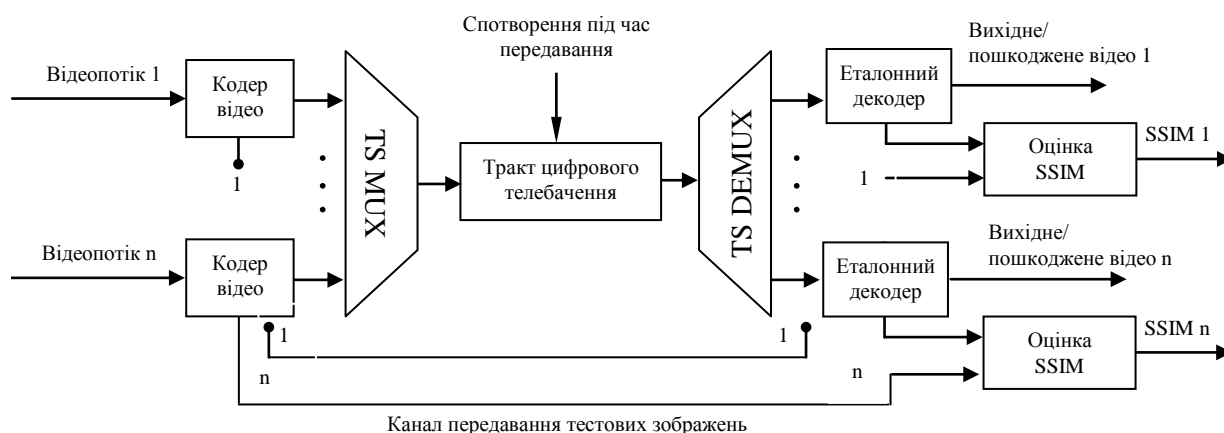 Спотворення під час
передавання
Відеопотік 1
Кодер
відео
1
TS MUX
Тракт цифрового
телебачення
TS DEMUX
Еталонний
декодер
Вихідне/
пошкоджене відео 1
Оцінка
SSIM
SSIM 1
1
Відеопотік n
Кодер
відео
Еталонний
декодер
Вихідне/
пошкоджене відео n
1
1
n
n
Оцінка
SSIM
SSIM n
Канал передавання тестових зображень